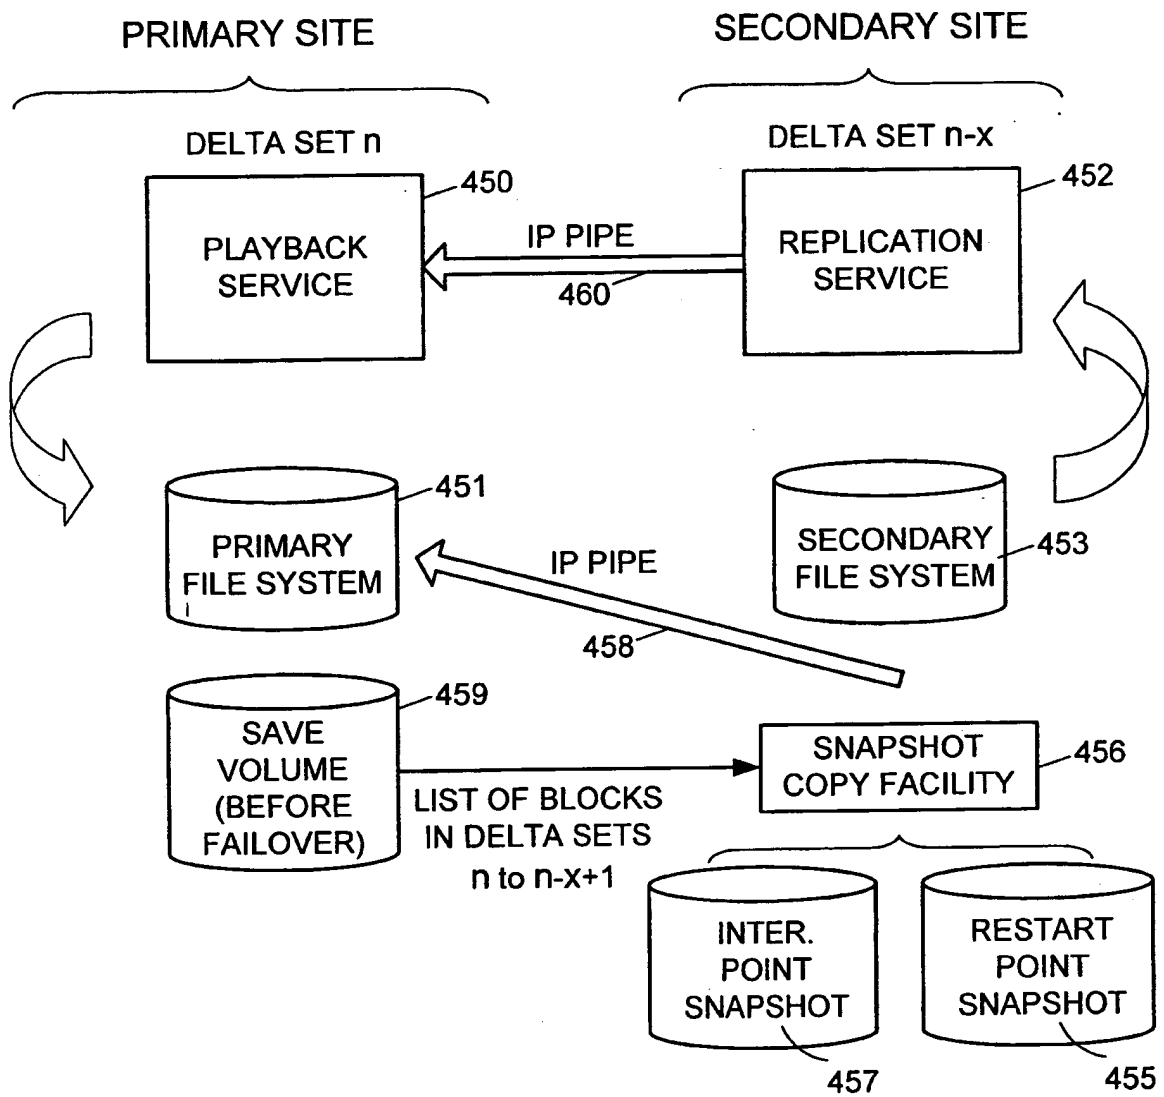 PRIMARY SITE
SECONDARY SITE
DELTA SET n
DELTA SET n-x
450
452
PLAYBACK
SERVICE
IP PIPE
460
REPLICATION
SERVICE
451
PRIMARY
FILE SYSTEM
IP PIPE
458
SECONDARY
FILE SYSTEM
453
459
SAVE
VOLUME
(BEFORE
FAILOVER)
LIST OF BLOCKS
IN DELTA SETS
n to n-x+1
SNAPSHOT
COPY FACILITY
456
INTER.
POINT
SNAPSHOT
457
RESTART
POINT
SNAPSHOT
455